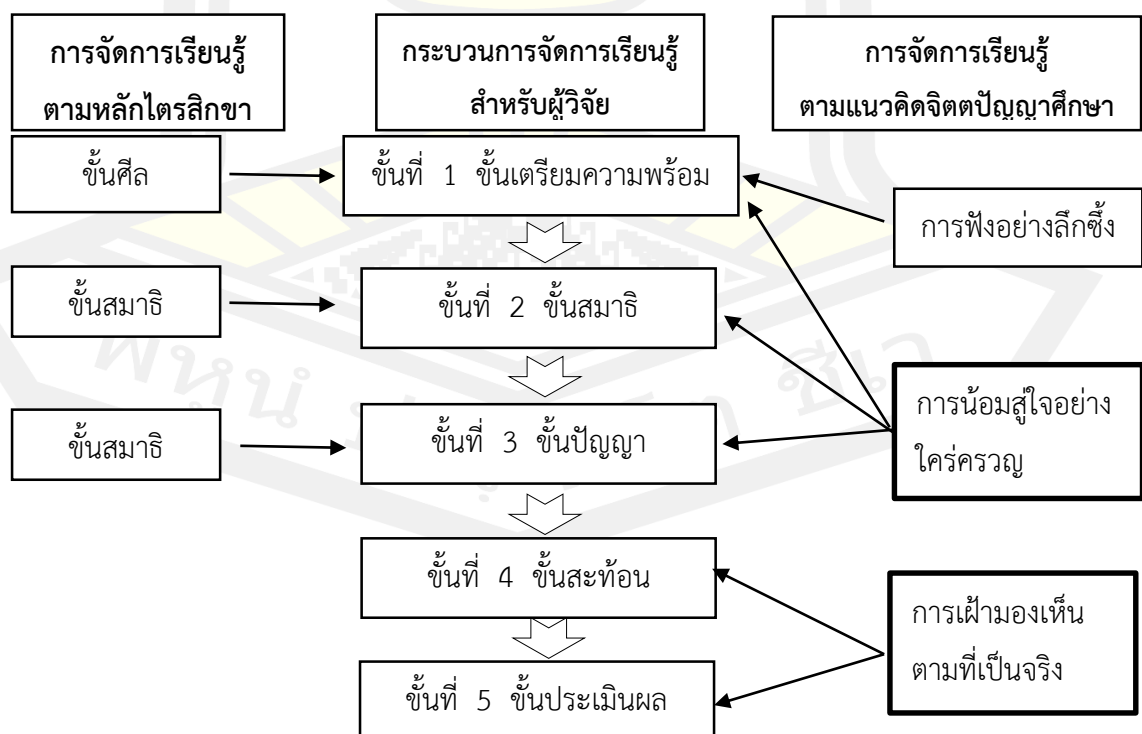 การจัดการเรียนรู้
ตามหลักไตรสิกขา
กระบวนการจัดการเรียนรู้
สำหรับผู้วิจัย
การจัดการเรียนรู้
ตามแนวคิดจิตตปัญญาศึกษา
ขั้นศีล
ขั้นที่ 1 ขั้นเตรียมความพร้อม
การฟังอย่างลึกซึ้ง
ขั้นสมาธิ
ขั้นที่ 2 ขั้นสมาธิ
ขั้นสมาธิ
ขั้นที่ 3 ขั้นปัญญา
การน้อมสู่ใจอย่าง
ใคร่ครวญ
ขั้นที่ 4 ขั้นสะท้อน
การเฝ้ามองเห็น
ตามที่เป็นจริง
ขั้นที่ 5 ขั้นประเมินผล
พหุนํ
ชีเว